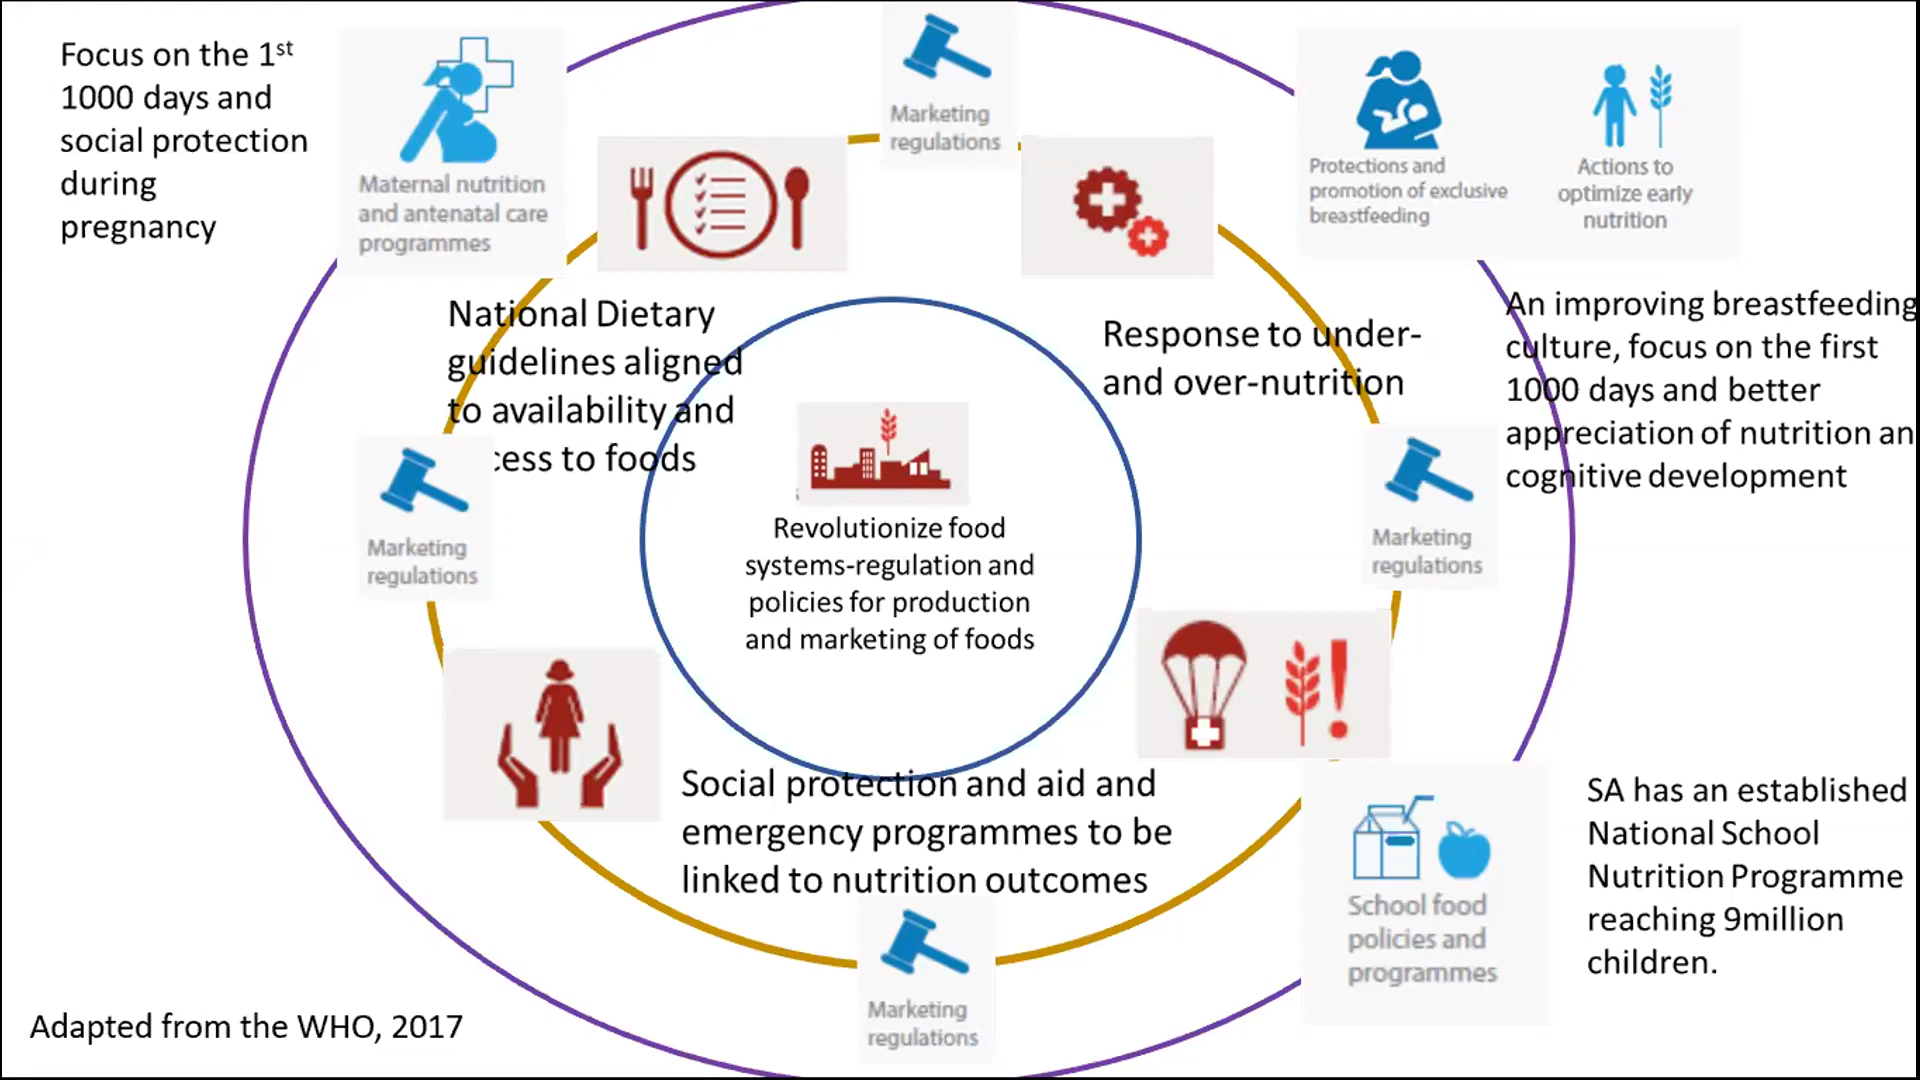 Focus on the 1st
1000 days and
social protection
during
pregnancy
Maternal nutrition
and antenatal care
programmes
Marketing
regulations
Protections and
promotion of exclusive
breastfeeding
Actions to
optimize early
nutrition
National Dietary
guidelines aligned
to availability and
cess to foods
Response to under-
and over-nutrition
An improving breastfeeding
culture, focus on the first
1000 days and better
appreciation of nutrition an
cognitive development
Marketing
regulations
Revolutionize food
systems-regulation and
policies for production
and marketing of foods
Marketing
regulations
Social protection and aid and
emergency programmes to be
linked to nutrition outcomes
SA has an established
National School
Nutrition Programme
reaching 9million
children.
School food
policies and
programmes
Marketing
regulations
Adapted from the WHO, 2017